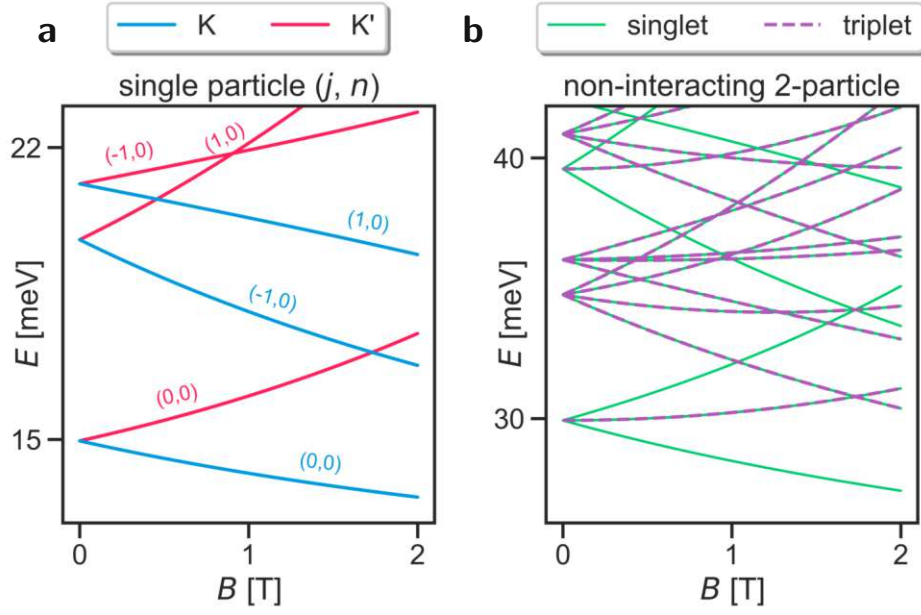 a
K
K'
single particle (j, n)
E [meV]
22
15
(-1,0)
(1,0)
(1,0)
(-1,0)
(0,0)
(0,0)
0
1
2
B [T]
b
singlet
triplet
non-interacting 2-particle
E [meV]
40
30
0
1
2
B [T]